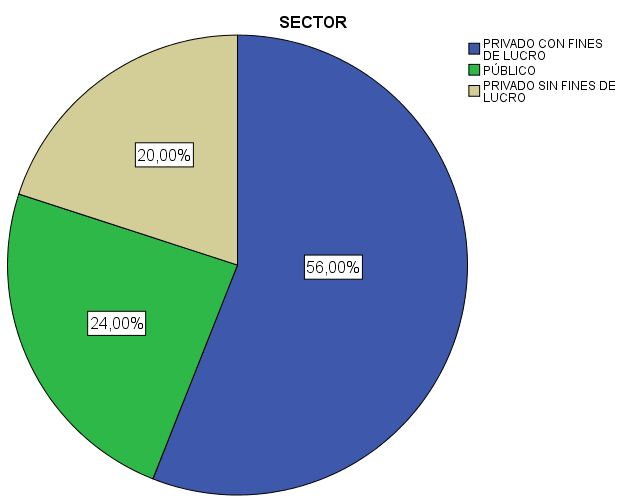 SECTOR
PRIVADO CON FINES
DE LUCRO
PÚBLICO
PRIVADO SIN FINES DE
LUCRO
20,00%
56,00%
24,00%